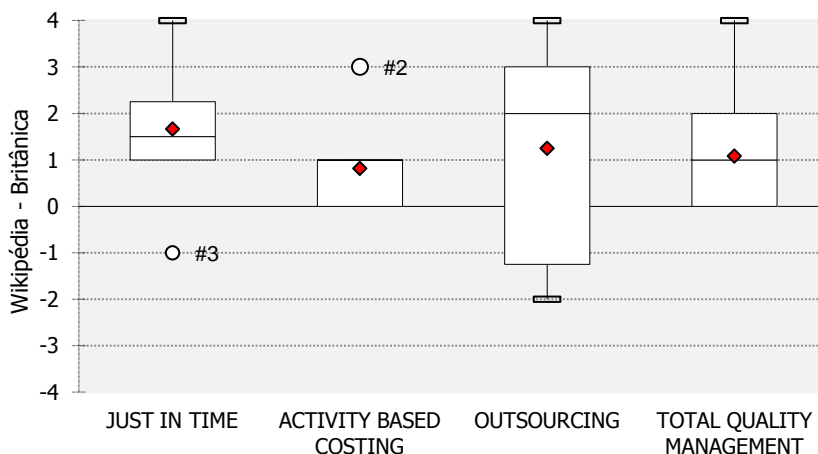 4
3
2
1
0
-1
-2
-3
-4
Wikipédia - Britânica
#3
#2
JUST IN TIME
ACTIVITY BASED
COSTING
OUTSOURCING
TOTAL QUALITY
MANAGEMENT